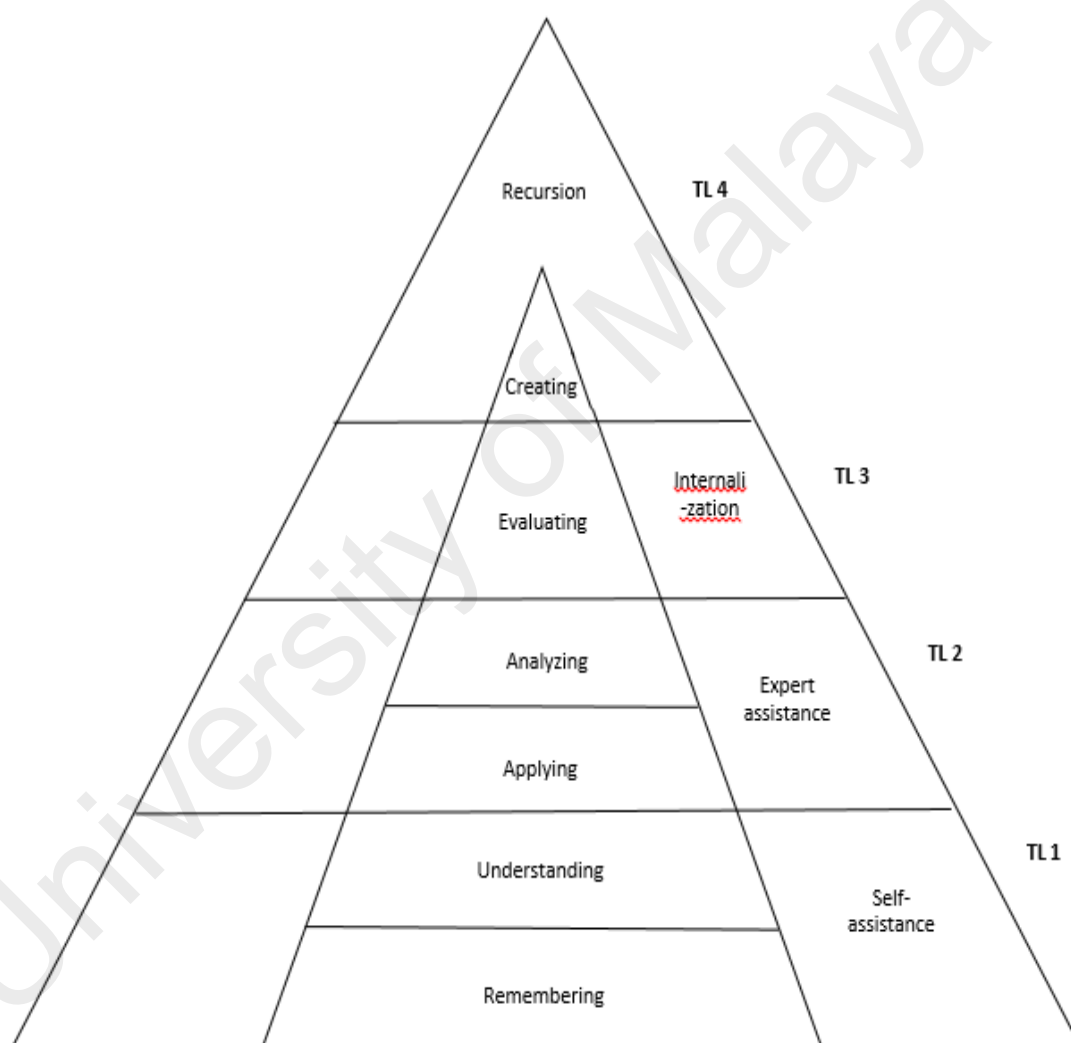 Recursion
TL 4
Creating
Internali
-zation
TL 3
Evaluating
TL 2
Analyzing
Expert
assistance
Applying
TL 1
Understanding
Self-
assistance
Remembering
University of Malaya